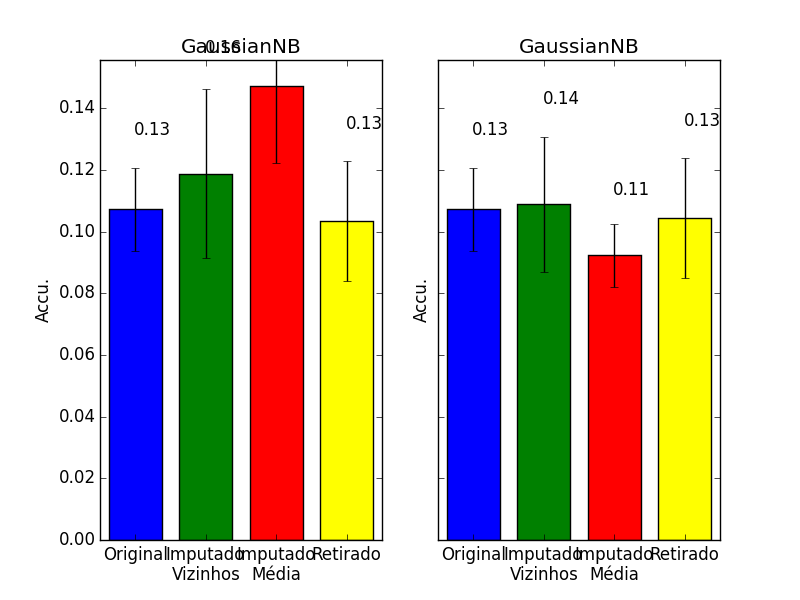 GaussianNB
0.16
0.13
0.13
0.14
0.12
0.10
0.08
0.06
0.04
0.02
0.00
Accu.
Original
Imputado
Vizinhos
Imputado
Média
Retirado
GaussianNB
0.13
0.14
0.11
0.13
Accu.
Original
Imputado
Vizinhos
Imputado
Média
Retirado